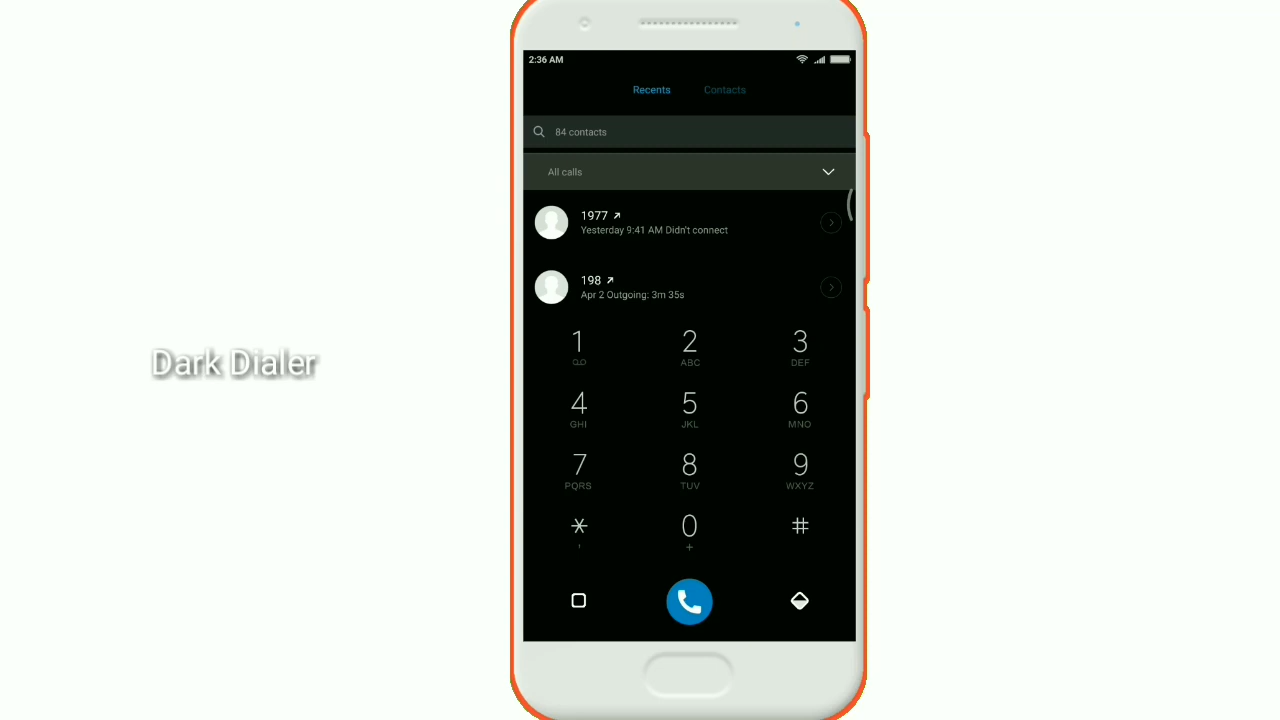 2:36 AM
Recents Contacts
84 contacts
All calls
1977
Yesterday 9:41 AM Didn't connect
198
Apr 2 Outgoing: 3m 35s
1 2 3
ABC DEF
Dark Dialer
4 5 6
GHI JKL MNO
7 8 9
PQRS TUV WXYZ
* 0 #
, +